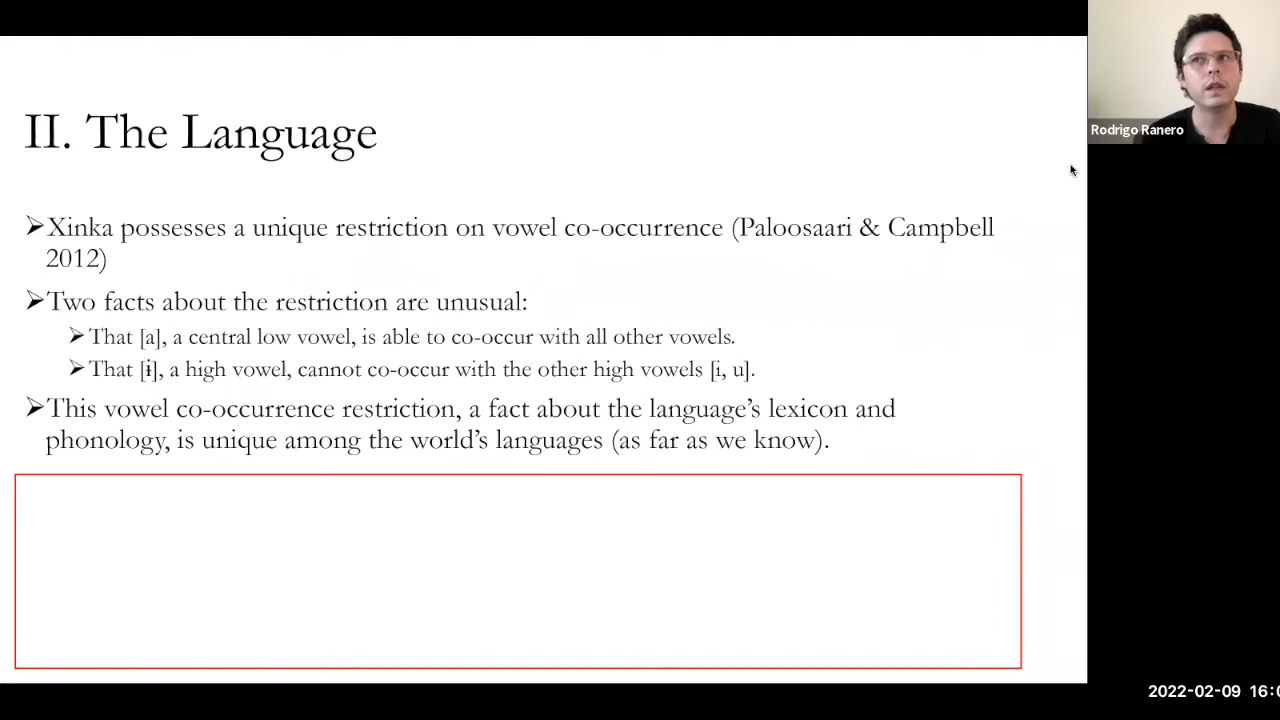 II. The Language
➢Xinka possesses a unique restriction on vowel co-occurrence (Paloosaari & Campbell
2012)
➢Two facts about the restriction are unusual:
➢That [a], a central low vowel, is able to co-occur with all other vowels.
➢That [ɨ], a high vowel, cannot co-occur with the other high vowels [i, u].
➢This vowel co-occurrence restriction, a fact about the language’s lexicon and
phonology, is unique among the world’s languages (as far as we know).
Rodrigo Ranero
2022-02-09 16:0